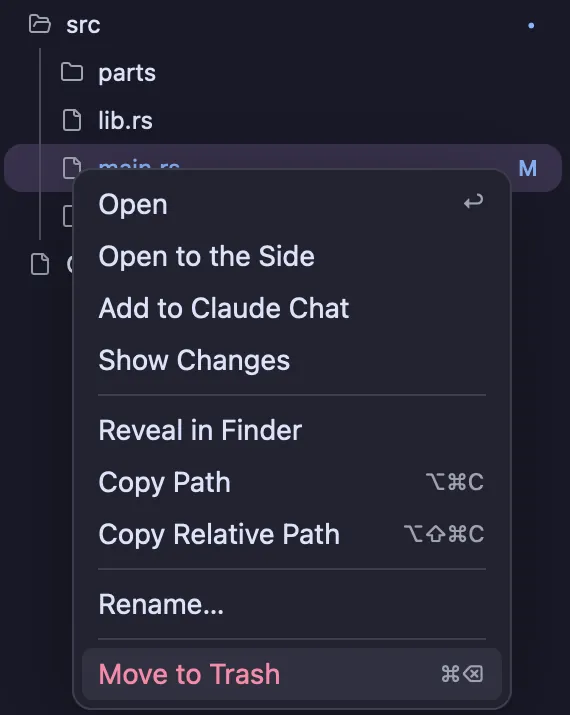 src
parts
lib.rs
main.rs
M
Open ↩
Open to the Side
Add to Claude Chat
Show Changes
Reveal in Finder
Copy Path ⌥⌘C
Copy Relative Path ⌥⇧⌘C
Rename...
Move to Trash ⌘⌫